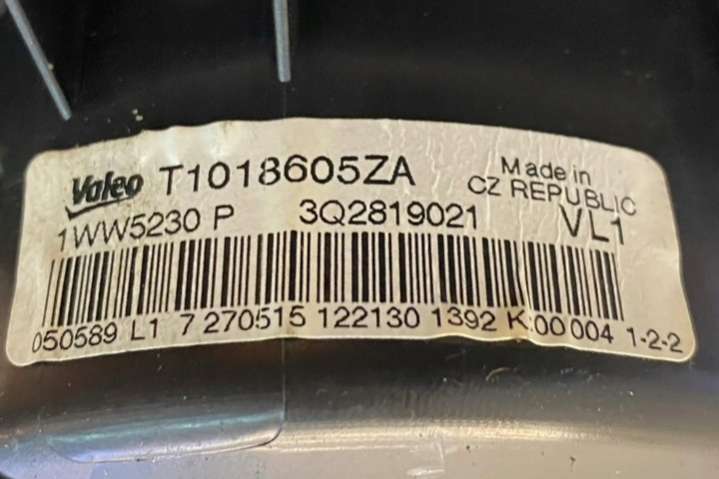 Valeo T1018605ZA Made in
CZ REPUBLIC
1WW5230 P 3Q2819021 VL1
050589 L1 7 270515 122130 1392 K:00 004 1-2-2